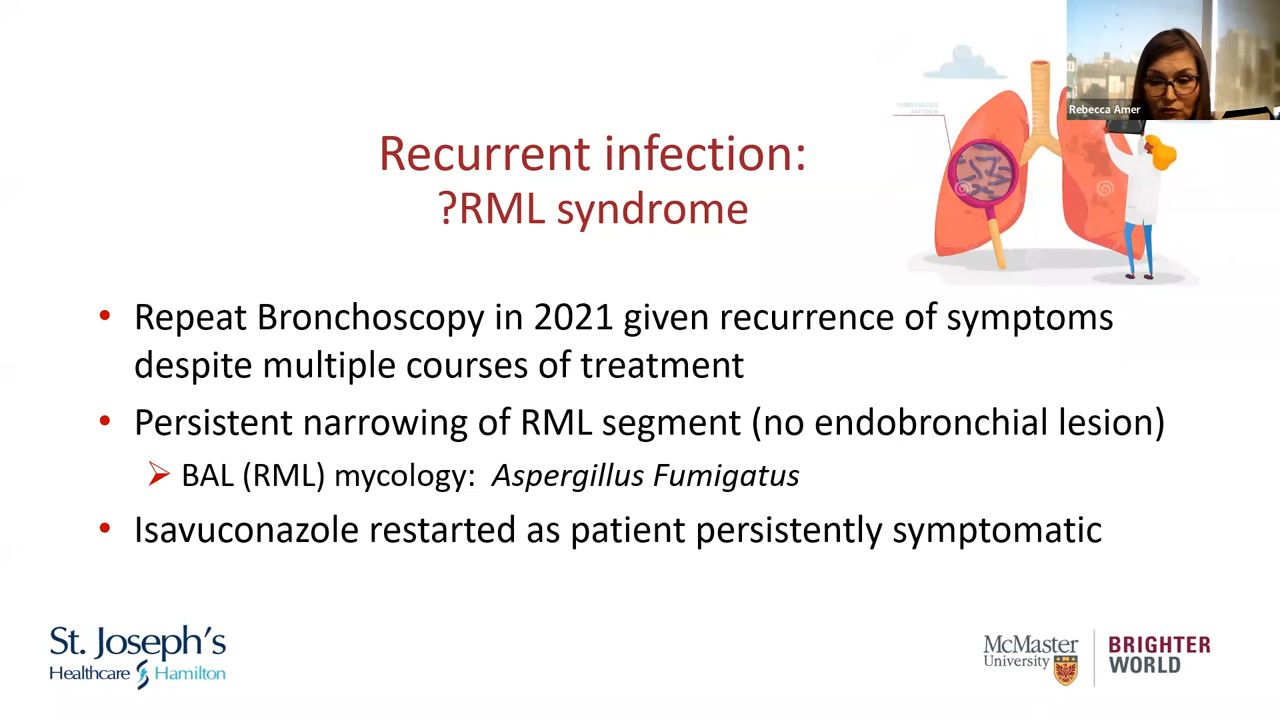 Rebecca Amer
Recurrent infection:
?RML syndrome
• Repeat Bronchoscopy in 2021 given recurrence of symptoms
despite multiple courses of treatment
• Persistent narrowing of RML segment (no endobronchial lesion)
➢ BAL (RML) mycology: Aspergillus Fumigatus
• Isavuconazole restarted as patient persistently symptomatic
St. Joseph's
Healthcare Hamilton
McMaster
University
BRIGHTER
WORLD